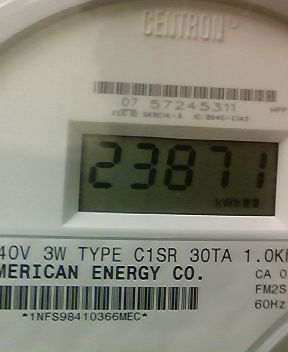 CENTRON
07 57245311
23871
kWh
40V 3W TYPE C1SR 30TA 1.0K
MERICAN ENERGY CO.
CA 0
FM2S
60Hz
*1NFS98410366MEC*